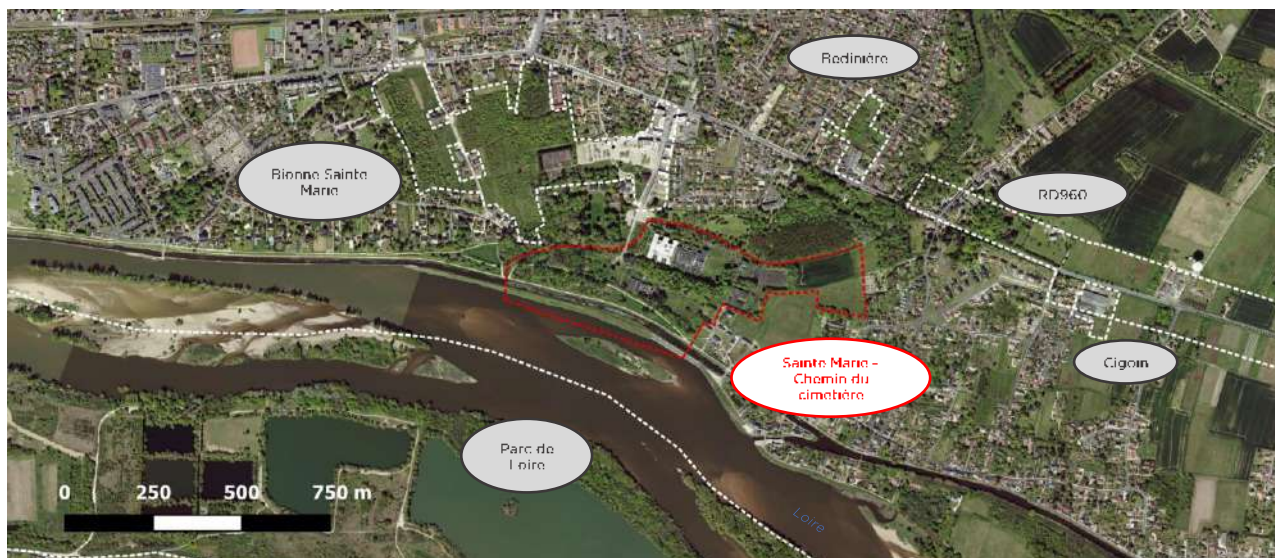 Bedinière
Bionne Sainte
Marie
RD960
Sainte Marie –
Chemin du
cimetière
Cigoin
Parc de
Loire
Loire
0 250 500 750 m